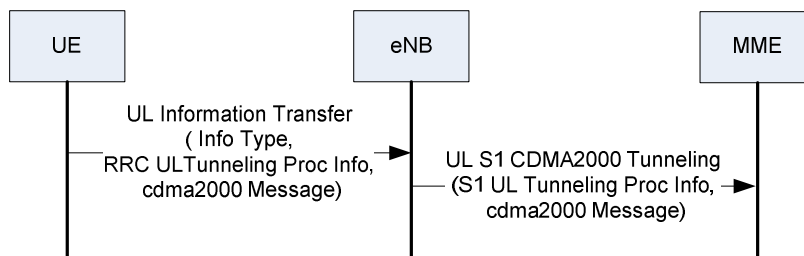 UE
eNB
MME
UL Information Transfer
( Info Type,
RRC ULTunneling Proc Info,
cdma2000 Message)
UL S1 CDMA2000 Tunneling
(S1 UL Tunneling Proc Info,
cdma2000 Message)